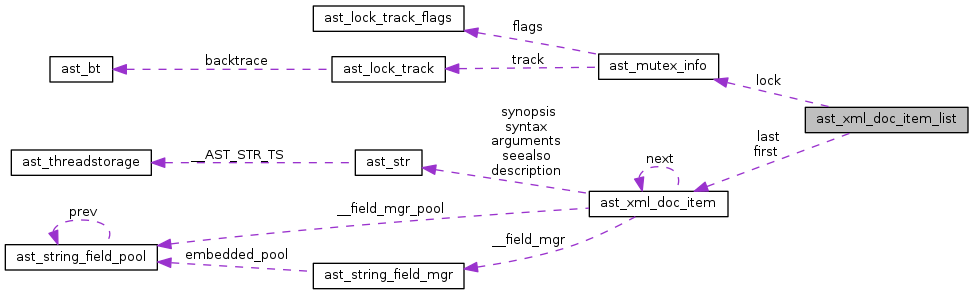 ast_lock_track_flags
flags
backtrace
track
ast_bt
ast_lock_track
ast_mutex_info
lock
ast_xml_doc_item_list
synopsis
syntax
arguments
seealso
description
last
first
__AST_STR_TS
ast_threadstorage
ast_str
next
ast_xml_doc_item
prev
__field_mgr_pool
__field_mgr
embedded_pool
ast_string_field_pool
ast_string_field_mgr